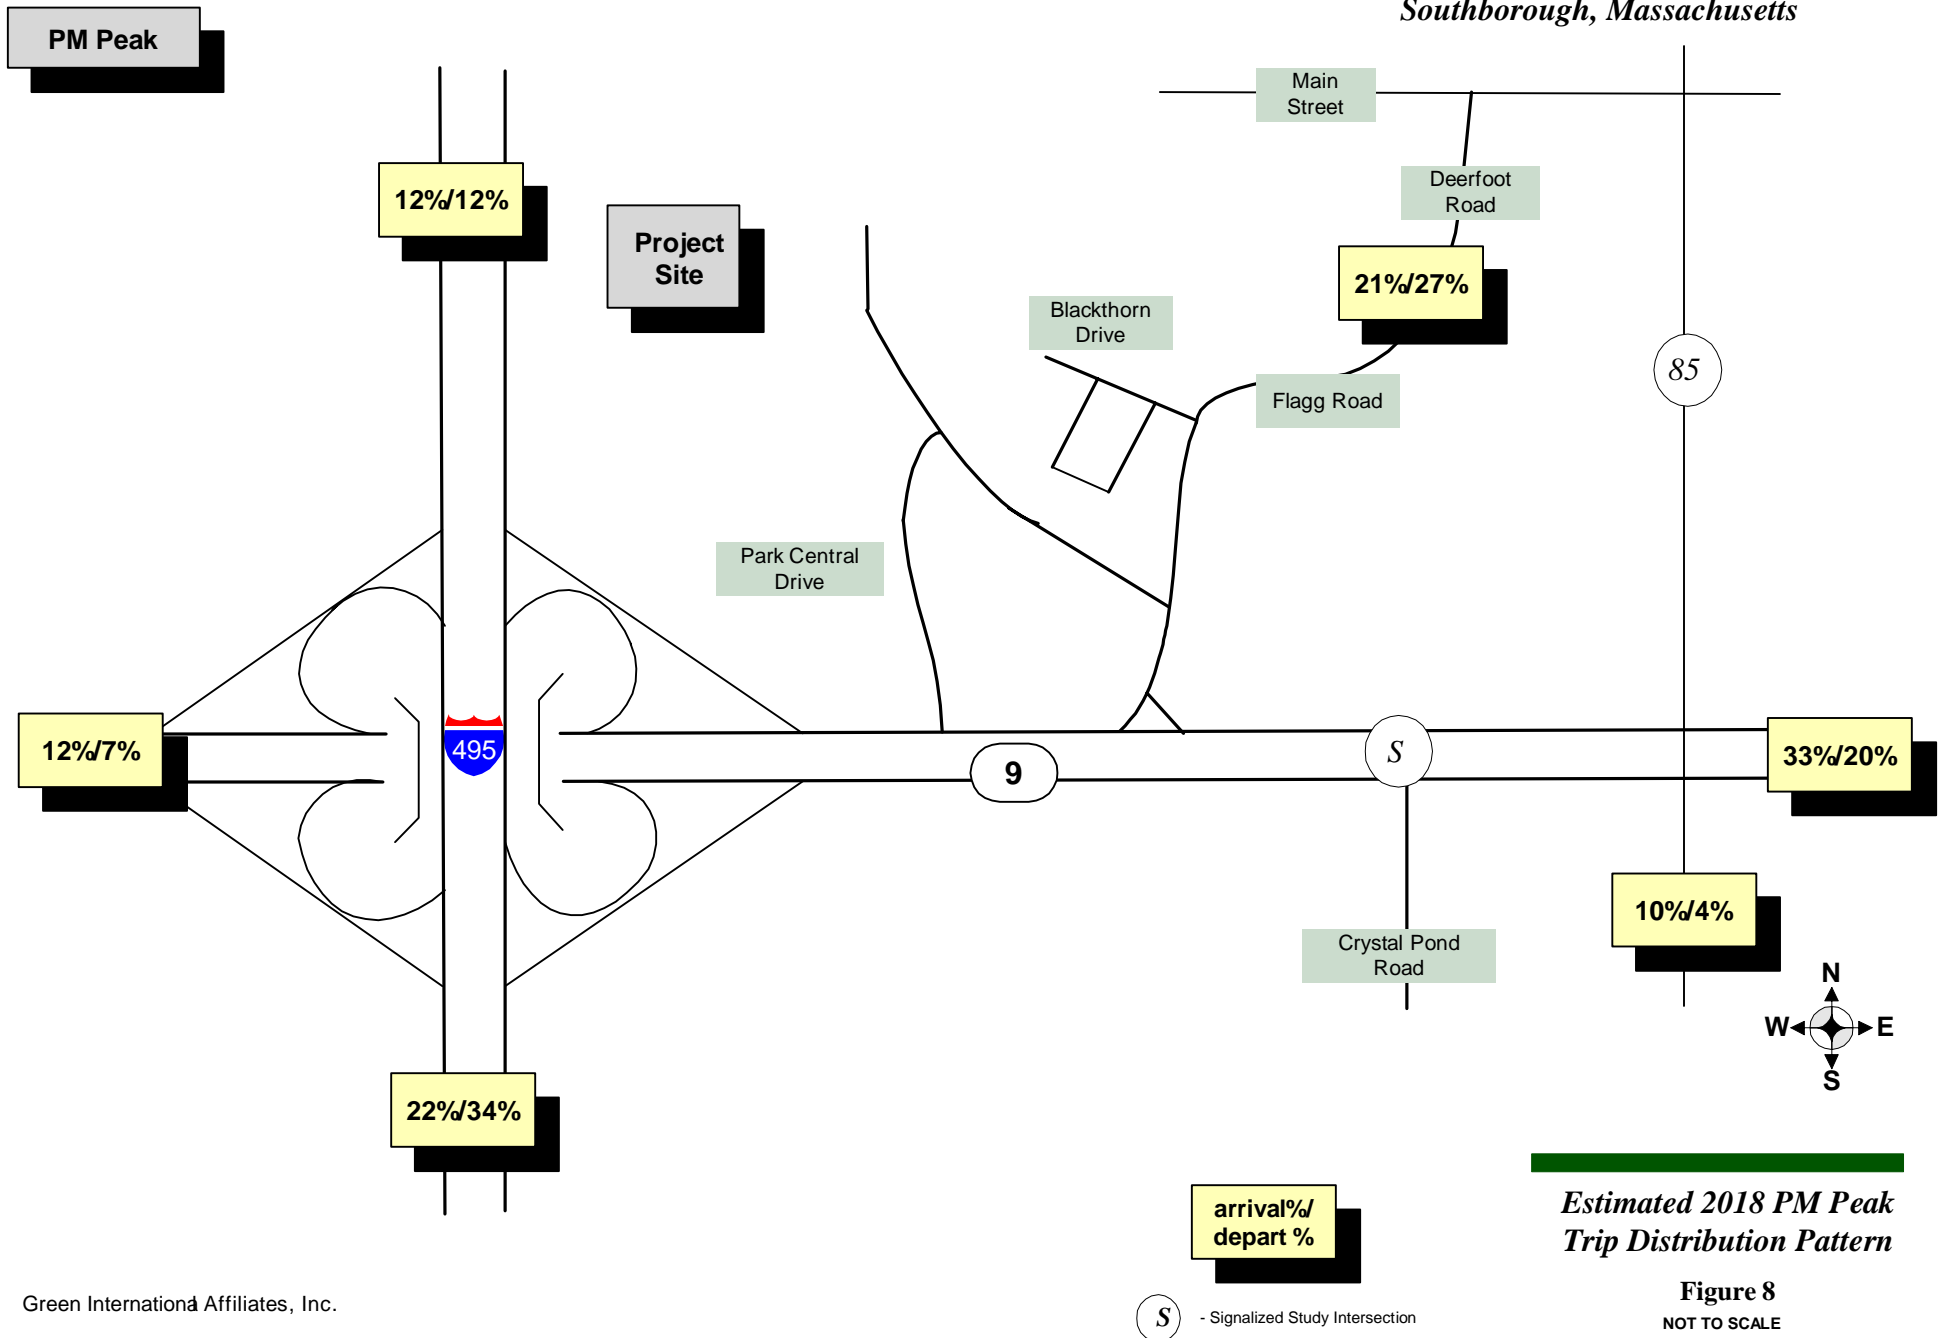 Southborough, Massachusetts
PM Peak
Main
Street
12%/12%
Deerfoot
Road
Project
Site
21%/27%
Blackthorn
Drive
85
Flagg Road
Park Central
Drive
12%/7%
495
9
S
33%/20%
10%/4%
Crystal Pond
Road
N
W
E
S
22%/34%
arrival%/
depart %
Estimated 2018 PM Peak
Trip Distribution Pattern
Figure 8
NOT TO SCALE
Green International Affiliates, Inc.
S - Signalized Study Intersection